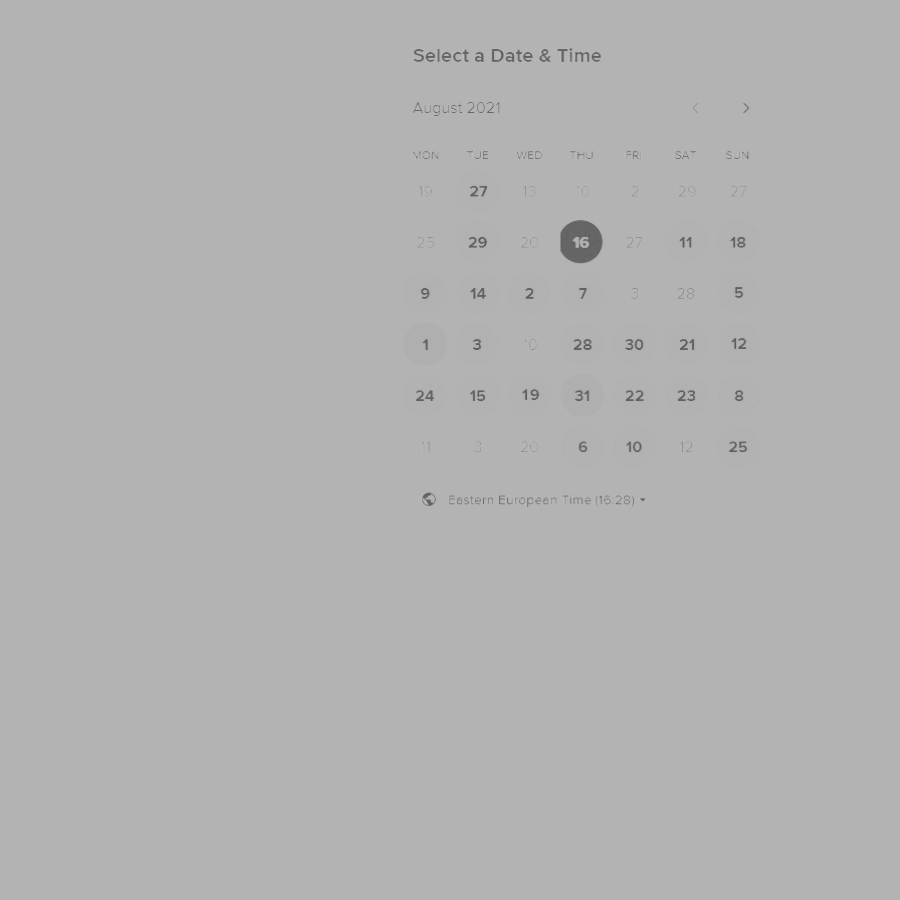 Select a Date & Time
August 2021
MON TUE WED THU FRI SAT SUN
19 27 13 10 2 29 27
25 29 20 16 27 11 18
9 14 2 7 3 28 5
1 3 10 28 30 21 12
24 15 19 31 22 23 8
11 3 20 6 10 12 25
Eastern European Time (16:28)